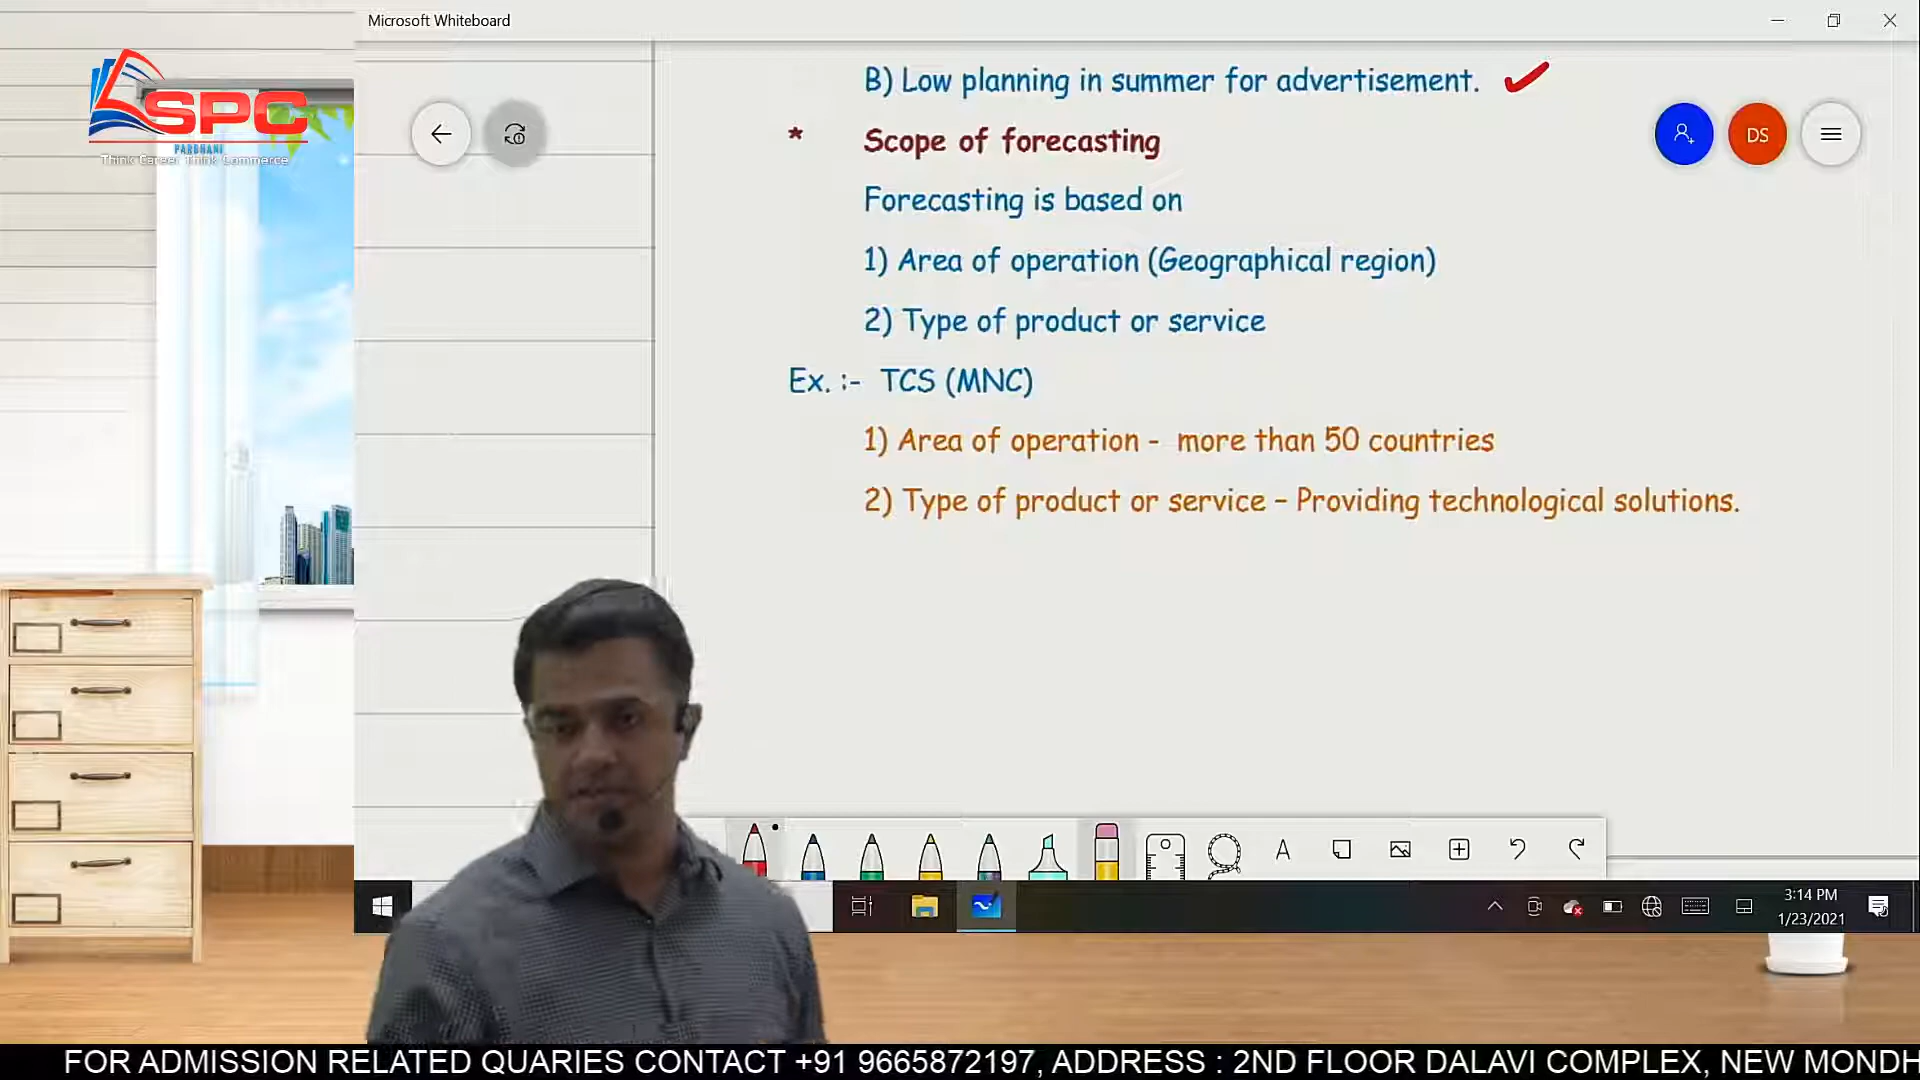 Microsoft Whiteboard
B) Low planning in summer for advertisement.
SPC
PARBHANI
Think Career Think Commerce
* Scope of forecasting
DS
Forecasting is based on
1) Area of operation (Geographical region)
2) Type of product or service
Ex. :- TCS (MNC)
1) Area of operation - more than 50 countries
2) Type of product or service – Providing technological solutions.
3:14 PM
1/23/2021
FOR ADMISSION RELATED QUARIES CONTACT +91 9665872197, ADDRESS : 2ND FLOOR DALAVI COMPLEX, NEW MONDH